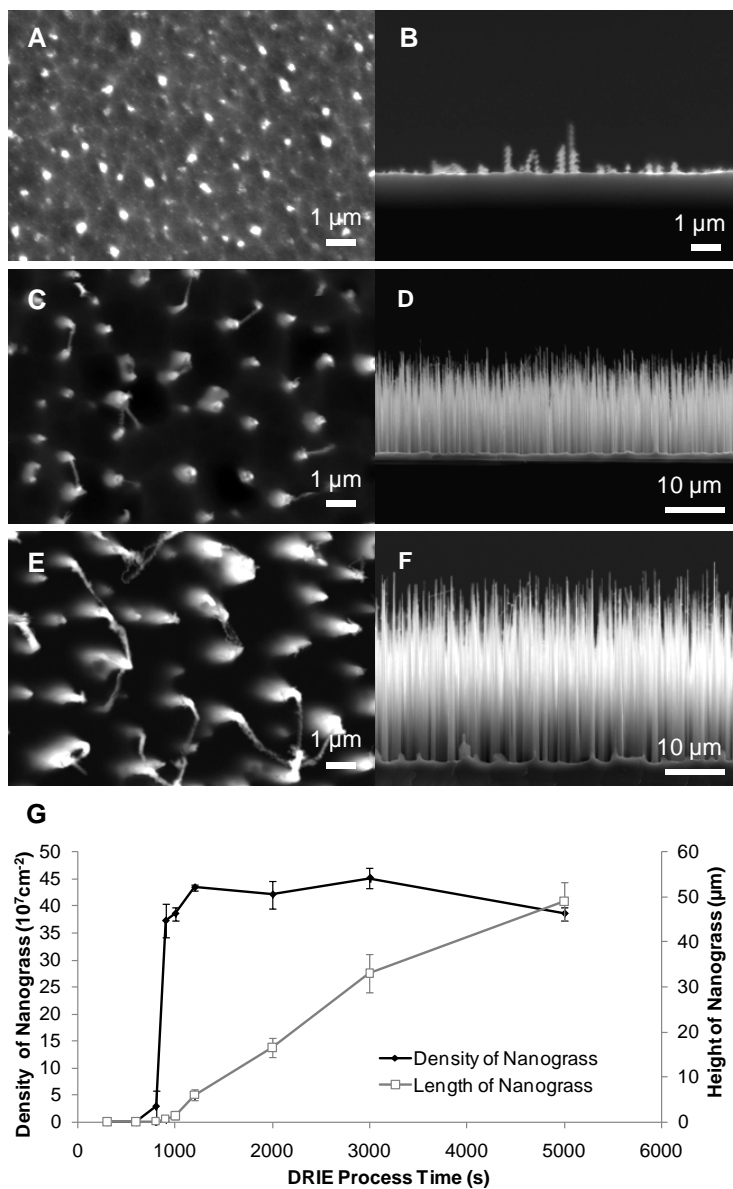 A
B
1 µm
1 µm
C
D
1 µm
10 µm
E
F
1 µm
10 µm
G
Density of Nanograss (10⁷cm⁻²)
50
45
40
35
30
25
20
15
10
5
0
60
50
40
30
20
10
0
Height of Nanograss (µm)
Density of Nanograss
Length of Nanograss
0 1000 2000 3000 4000 5000 6000
DRIE Process Time (s)